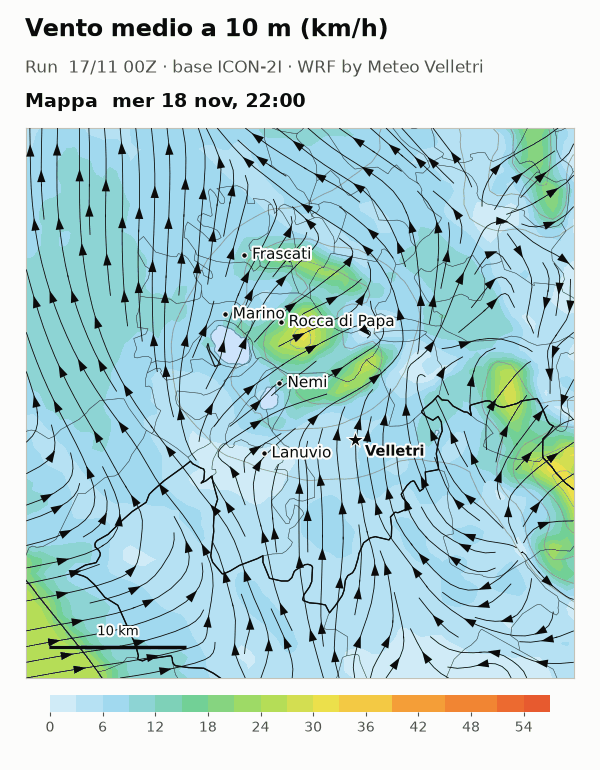 Vento medio a 10 m (km/h)
Run  17/11 00Z · base ICON-2I · WRF by Meteo Velletri
Mappa  mer 18 nov, 22:00
Frascati
Marino
Rocca di Papa
Nemi
Velletri
Lanuvio
10 km
0 6 12 18 24 30 36 42 48 54